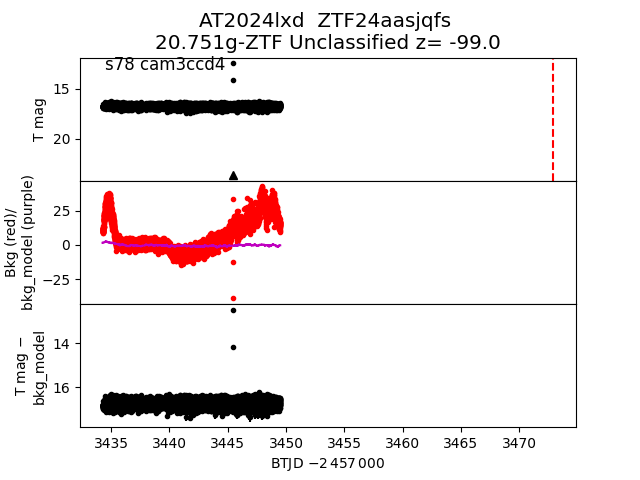 AT2024lxd  ZTF24aasjqfs
20.751g-ZTF Unclassified z= -99.0
s78 cam3ccd4
T mag
15
20
Bkg (red)/
bkg_model (purple)
25
0
−25
T mag −
bkg_model
14
16
3435 3440 3445 3450 3455 3460 3465 3470
BTJD −2 457 000